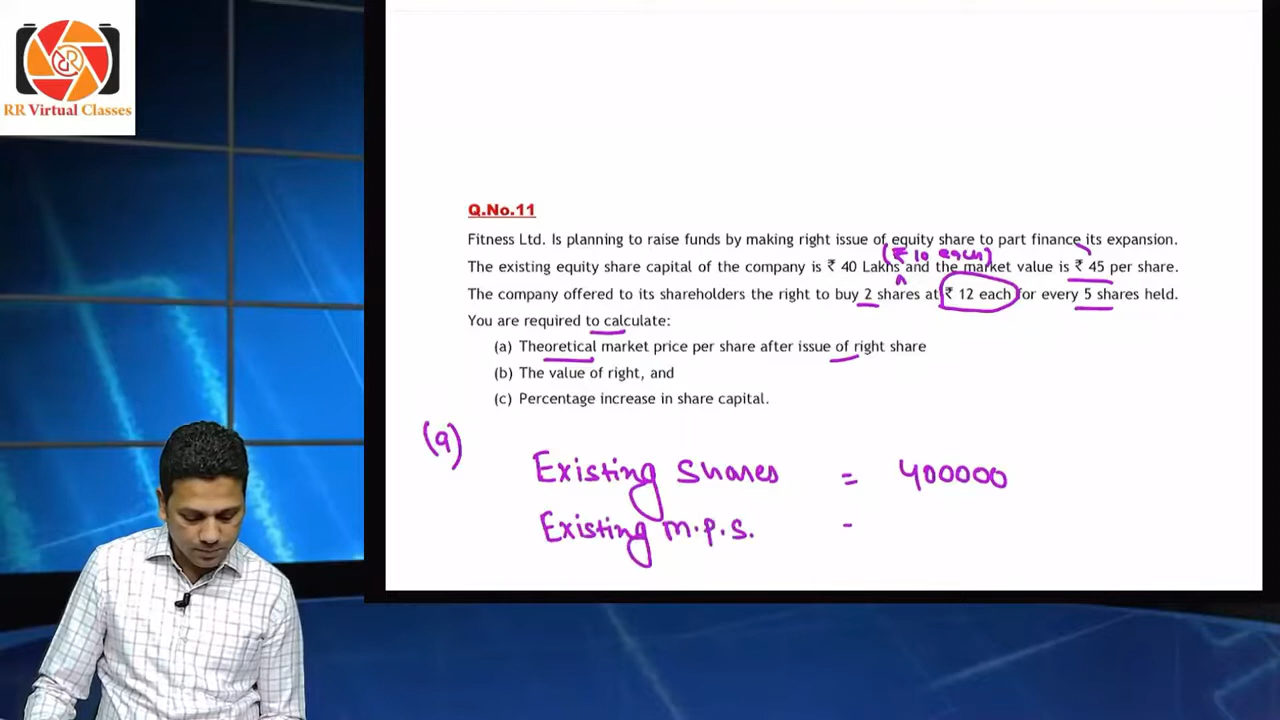 RR Virtual Classes
Q.No.11
Fitness Ltd. Is planning to raise funds by making right issue of equity share to part finance its expansion.
(₹ 10 each)
The existing equity share capital of the company is ₹ 40 Lakhs and the market value is ₹ 45 per share.
The company offered to its shareholders the right to buy 2 shares at ₹ 12 each for every 5 shares held.
You are required to calculate:
(a) Theoretical market price per share after issue of right share
(b) The value of right, and
(c) Percentage increase in share capital.
(a)
Existing Shares = 400000
Existing M.P.S. =